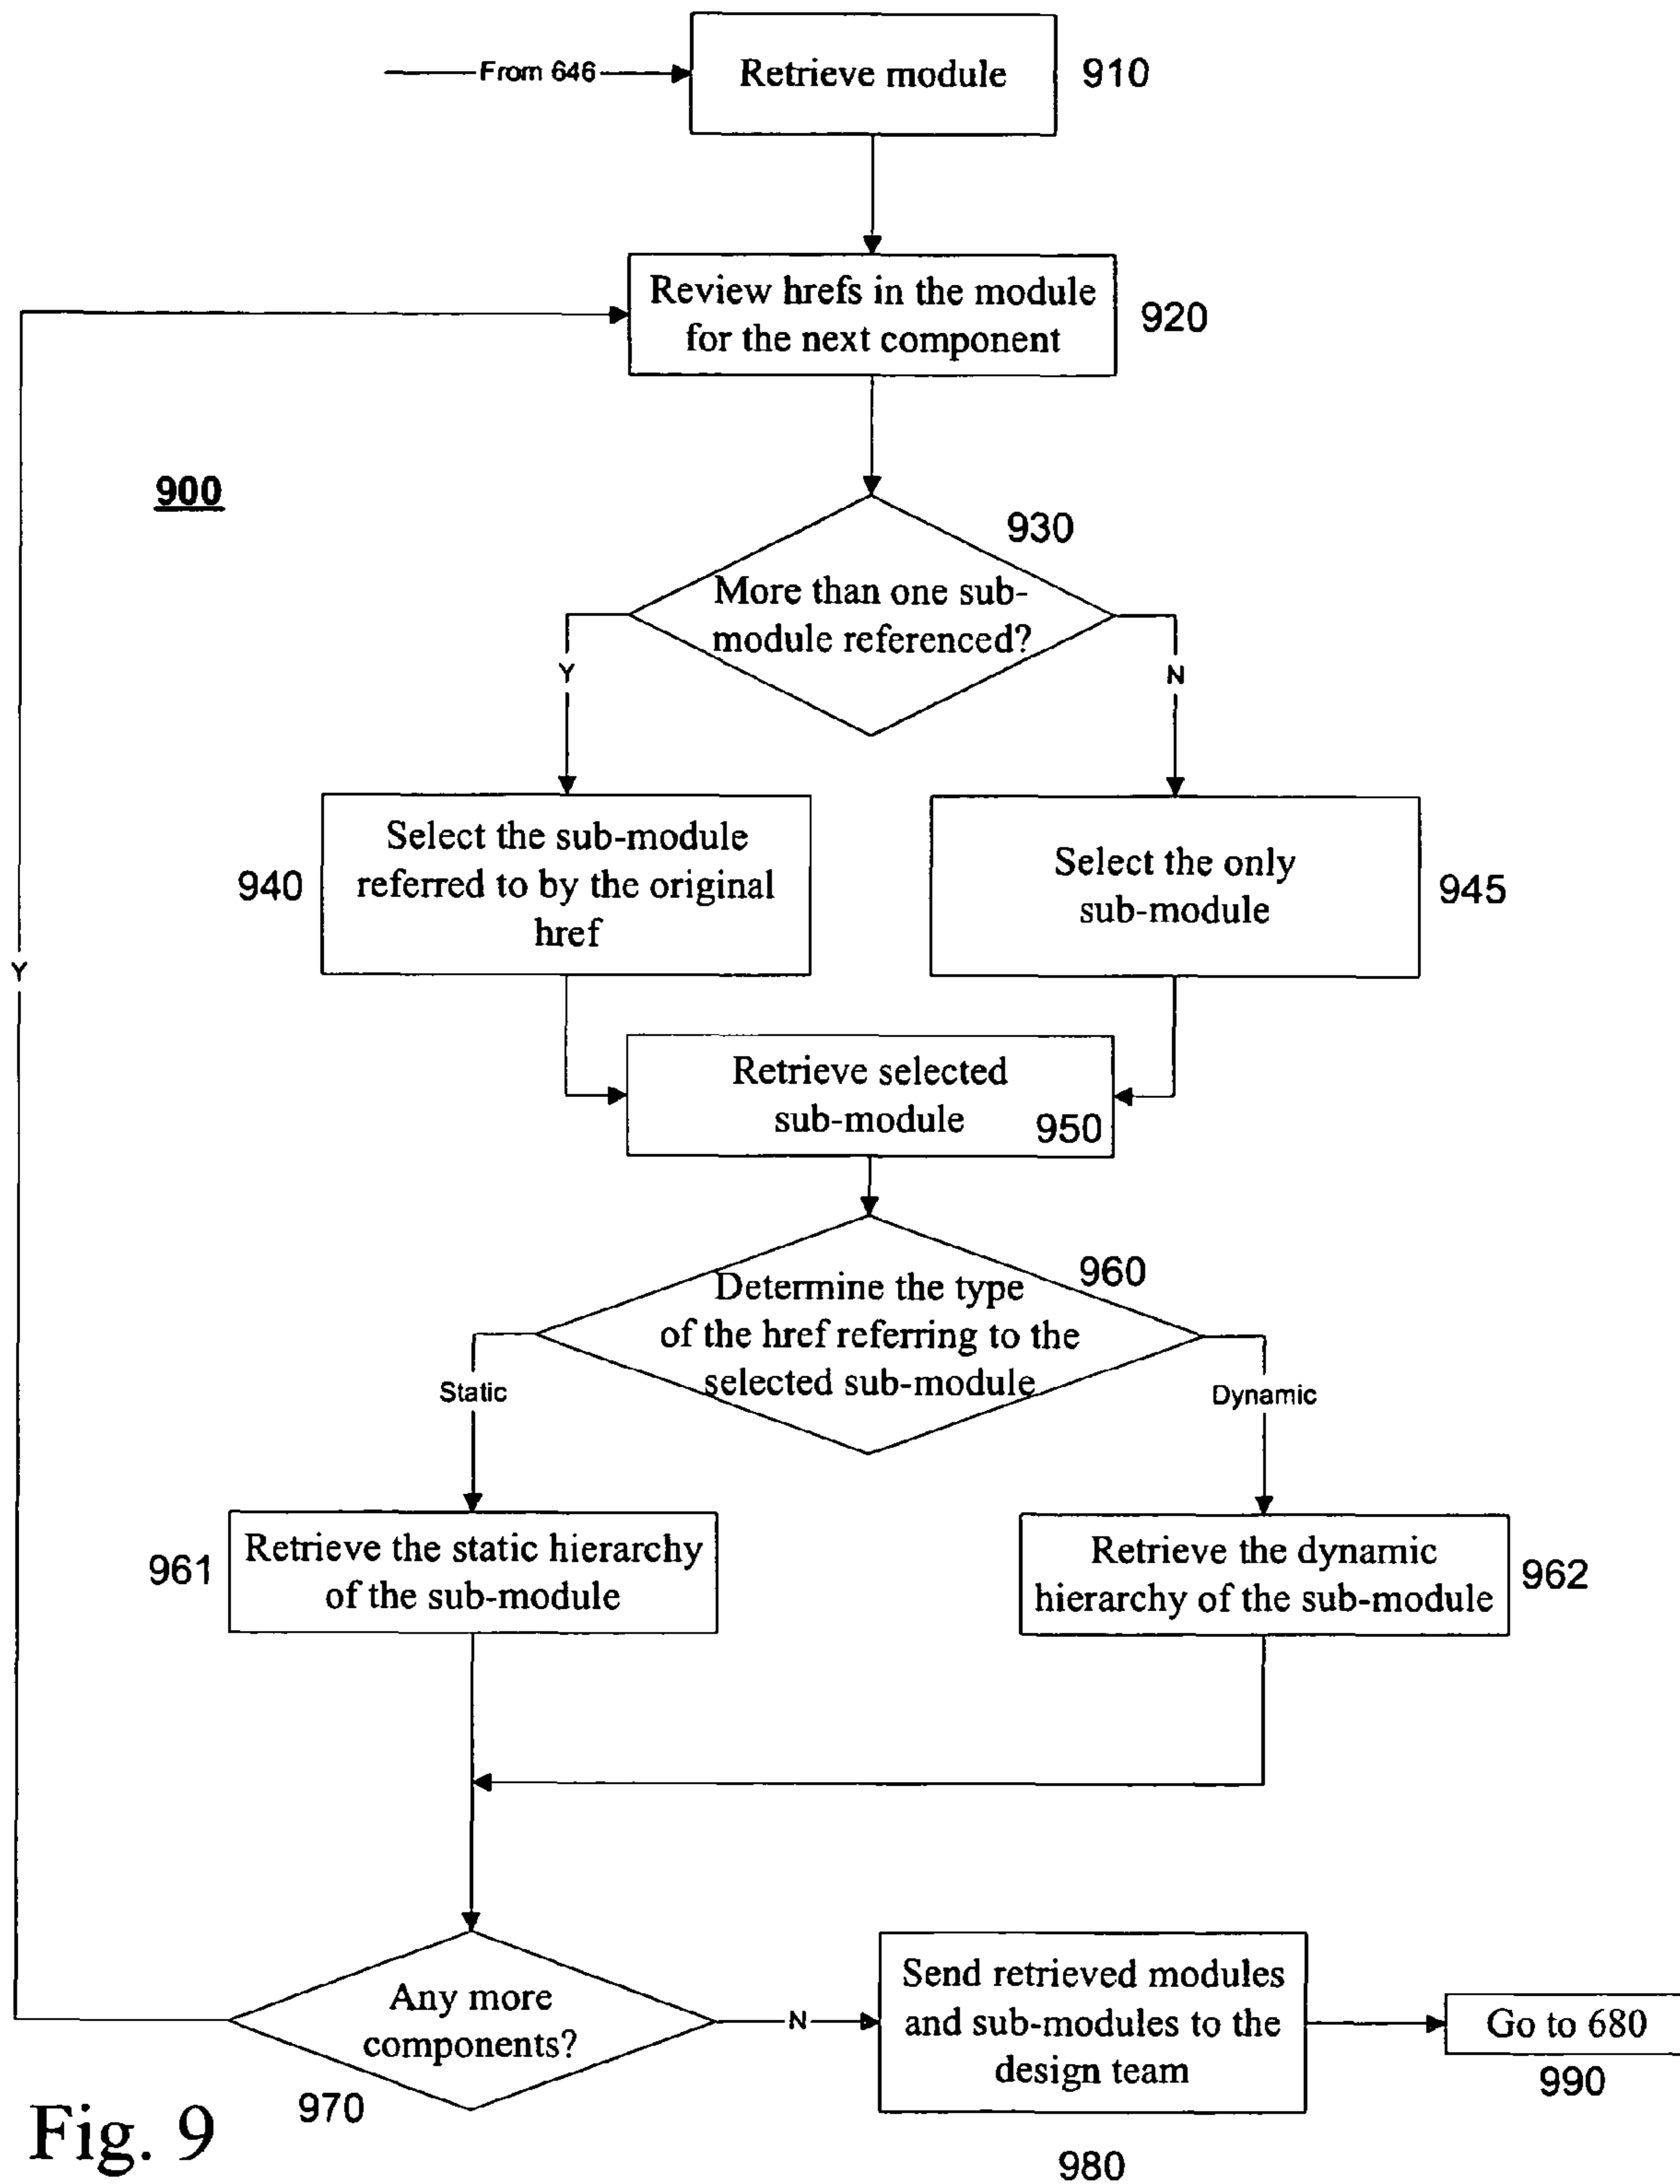 From 646
Retrieve module
910
Review hrefs in the module
for the next component
920
900
930
More than one sub-
module referenced?
Y
N
Select the sub-module
referred to by the original
href
940
Select the only
sub-module
945
Y
Retrieve selected
sub-module
950
960
Determine the type
of the href referring to the
selected sub-module
Static
Dynamic
961
Retrieve the static hierarchy
of the sub-module
Retrieve the dynamic
hierarchy of the sub-module
962
Any more
components?
970
N
Send retrieved modules
and sub-modules to the
design team
980
Go to 680
990
Fig. 9